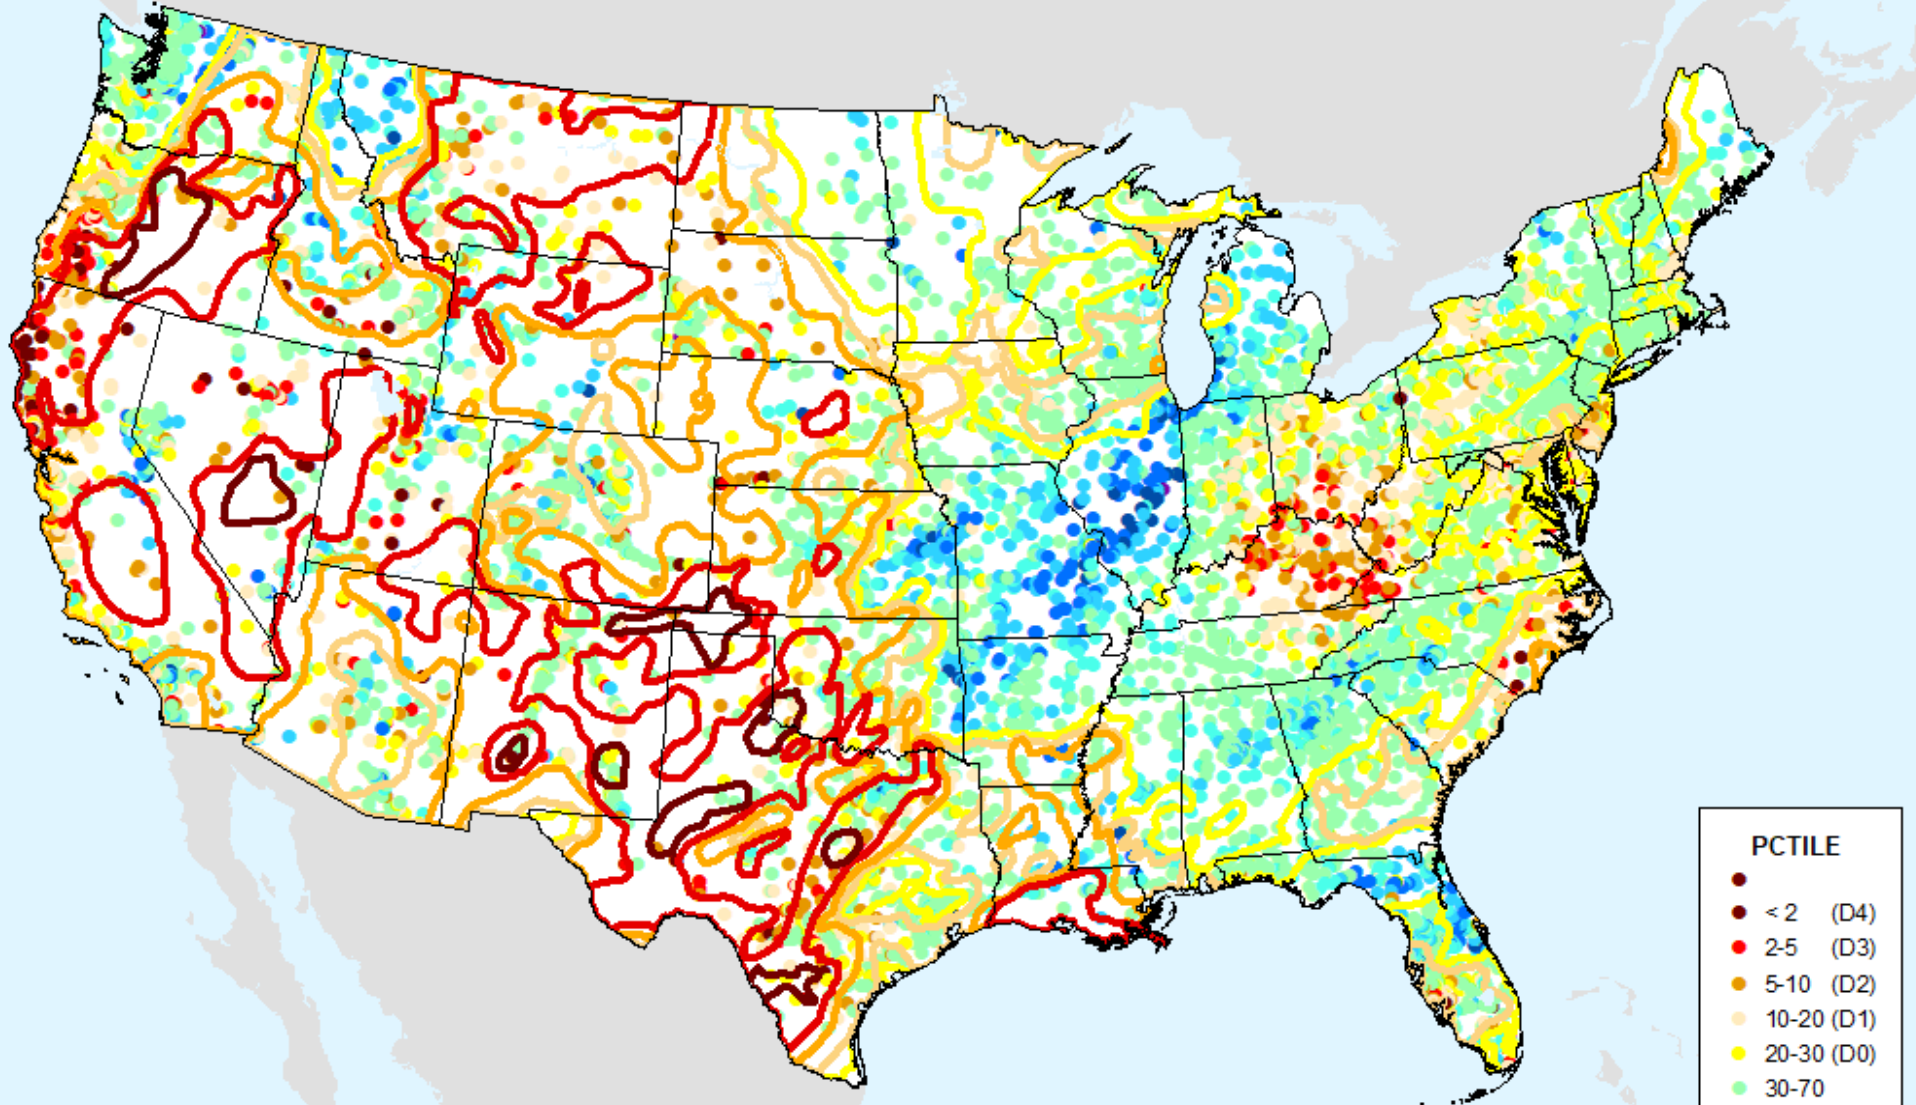 PCTILE
< 2 (D4)
2-5 (D3)
5-10 (D2)
10-20 (D1)
20-30 (D0)
30-70